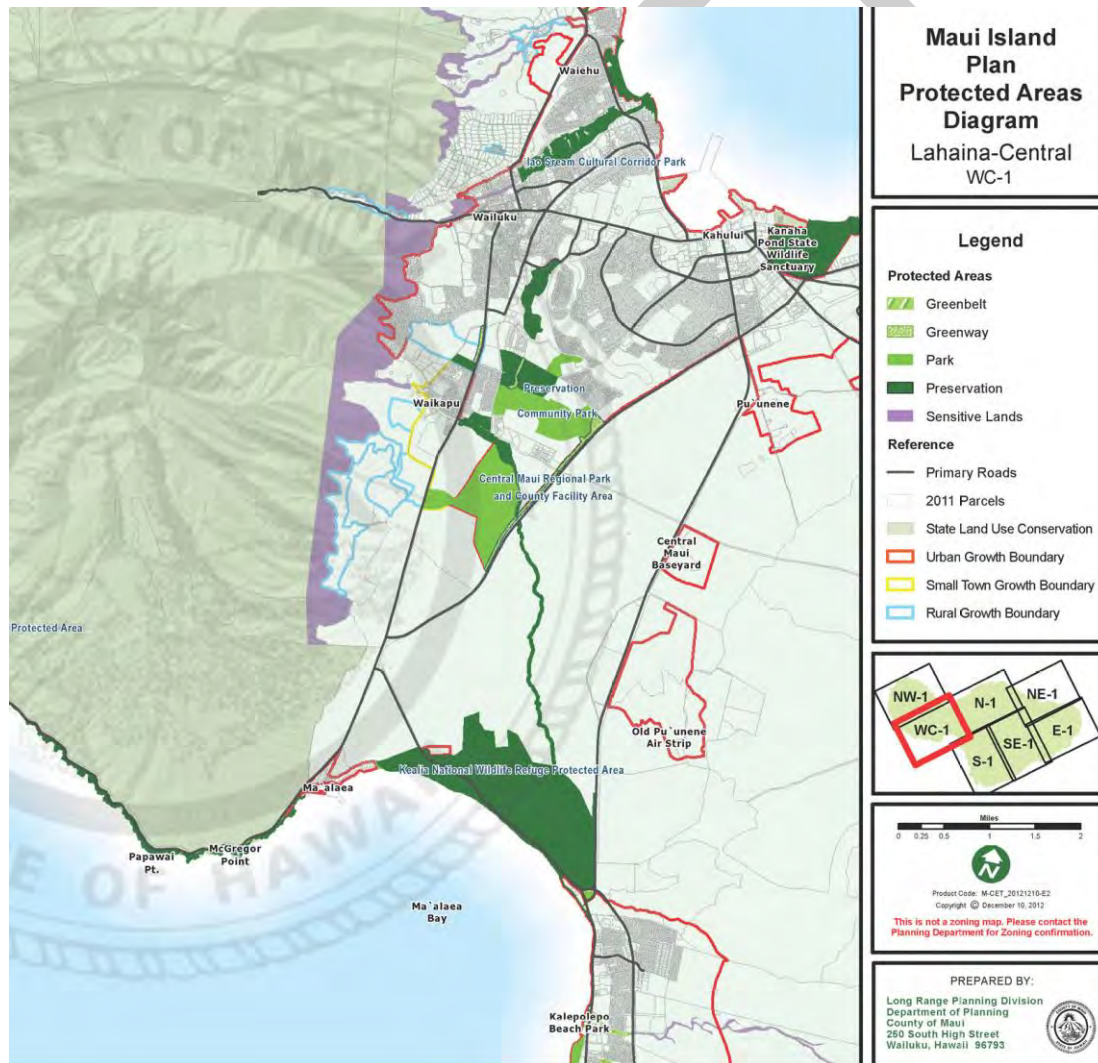 Maui Island
Plan
Protected Areas
Diagram
Lahaina-Central
WC-1
Legend
Protected Areas
Greenbelt
Greenway
Park
Preservation
Sensitive Lands
Reference
Primary Roads
2011 Parcels
State Land Use Conservation
Urban Growth Boundary
Small Town Growth Boundary
Rural Growth Boundary
NW-1
N-1
NE-1
WC-1
SE-1
E-1
S-1
Miles
0 0.25 0.5 1 1.5 2
N
Product Code: M-CET_20121210-E2
Copyright © December 10, 2012
This is not a zoning map. Please contact the
Planning Department for Zoning confirmation.
PREPARED BY:
Long Range Planning Division
Department of Planning
County of Maui
250 South High Street
Wailuku, Hawaii 96793
Waiehu
Iao Sream Cultural Corridor Park
Wailuku
Kahului
Kanaha
Pond State
Wildlife
Sanctuary
Preservation
Waikapu
Community Park
Pu`unene
Central Maui Regional Park
and County Facility Area
Central
Maui
Baseyard
Protected Area
Old Pu`unene
Air Strip
Kealia National Wildlife Refuge Protected Area
Ma`alaea
McGregor
Point
Papawai
Pt.
Ma`alaea
Bay
Kalepolepo
Beach Park
OF HAWAI